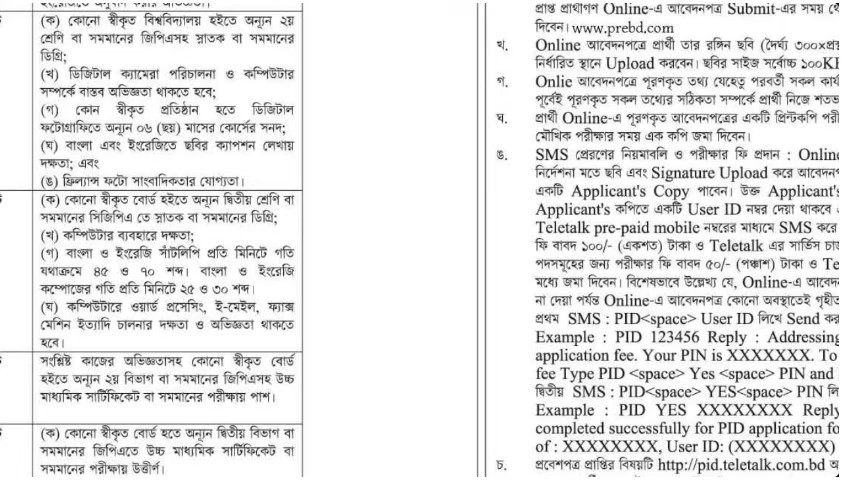 (ক) কোনো স্বীকৃত বিশ্ববিদ্যালয় হইতে অন্যূন ২য়
শ্রেণি বা সমমানের জিপিএসহ স্নাতক বা সমমানের
ডিগ্রি;
(খ) ডিজিটাল ক্যামেরা পরিচালনা ও কম্পিউটার
সম্পর্কে বাস্তব অভিজ্ঞতা থাকতে হবে;
(গ) কোন স্বীকৃত প্রতিষ্ঠান হতে ডিজিটাল
ফটোগ্রাফিতে অন্যূন ০৬ (ছয়) মাসের কোর্সের সনদ;
(ঘ) বাংলা এবং ইংরেজিতে ছবির ক্যাপশন লেখায়
দক্ষতা; এবং
(ঙ) ফ্রিল্যান্স ফটো সাংবাদিকতার যোগ্যতা।
(ক) কোনো স্বীকৃত বোর্ড হইতে অন্যূন দ্বিতীয় শ্রেণি বা
সমমানের সিজিপিএ তে স্নাতক বা সমমানের ডিগ্রি;
(খ) কম্পিউটার ব্যবহারে দক্ষতা;
(গ) বাংলা ও ইংরেজি সাঁটলিপি প্রতি মিনিটে গতি
যথাক্রমে ৪৫ ও ৭০ শব্দ। বাংলা ও ইংরেজি
কম্পোজের গতি প্রতি মিনিটে ২৫ ও ৩০ শব্দ।
(ঘ) কম্পিউটারে ওয়ার্ড প্রসেসিং, ই-মেইল, ফ্যাক্স
মেশিন ইত্যাদি চালনার দক্ষতা ও অভিজ্ঞতা থাকতে
হবে।
সংশ্লিষ্ট কাজের অভিজ্ঞতাসহ কোনো স্বীকৃত বোর্ড
হইতে অন্যূন ২য় বিভাগ বা সমমানের জিপিএসহ উচ্চ
মাধ্যমিক সার্টিফিকেট বা সমমানের পরীক্ষায় পাশ।
(ক) কোনো স্বীকৃত বোর্ড হতে অন্যূন দ্বিতীয় বিভাগ বা
সমমানের জিপিএতে উচ্চ মাধ্যমিক সার্টিফিকেট বা
সমমানের পরীক্ষায় উত্তীর্ণ।
প্রাপ্ত প্রার্থীগণ Online-এ আবেদনপত্র Submit-এর সময় থে
দিবেন। www.prebd.com
খ. Online আবেদনপত্রে প্রার্থী তার রঙ্গিন ছবি (দৈর্ঘ্য ৩০০×প্রস্থ
নির্ধারিত স্থানে Upload করবেন। ছবির সাইজ সর্বোচ্চ ১০০KB
গ. Onlie আবেদনপত্রে পূরণকৃত তথ্য যেহেতু পরবর্তী সকল কার্য
পূর্বেই পূরণকৃত সকল তথ্যের সঠিকতা সম্পর্কে প্রার্থী নিজে শতভ
ঘ. প্রার্থী Online-এ পূরণকৃত আবেদনপত্রের একটি প্রিন্টকপি পরী
মৌখিক পরীক্ষার সময় এক কপি জমা দিবেন।
ঙ. SMS প্রেরণের নিয়মাবলি ও পরীক্ষার ফি প্রদান : Online
নির্দেশনা মতে ছবি এবং Signature Upload করে আবেদনপ
একটি Applicant's Copy পাবেন। উক্ত Applicant's
Applicant's কপিতে একটি User ID নম্বর দেয়া থাকবে
Teletalk pre-paid mobile নম্বরের মাধ্যমে SMS করে
ফি বাবদ ১০০/- (একশত) টাকা ও Teletalk এর সার্ভিস চার্জ
পদসমূহের জন্য পরীক্ষার ফি বাবদ ৫০/- (পঞ্চাশ) টাকা ও Te
মধ্যে জমা দিবেন। বিশেষভাবে উল্লেখ্য যে, Online-এ আবেদন
না দেয়া পর্যন্ত Online-এ আবেদনপত্র কোনো অবস্থাতেই গৃহীত
প্রথম SMS : PID<space> User ID লিখে Send কর
Example : PID 123456 Reply : Addressing
application fee. Your PIN is XXXXXXX. To
fee Type PID <space> Yes <space> PIN and
দ্বিতীয় SMS : PID<space> YES<space> PIN লি
Example : PID YES XXXXXXXX Reply
completed successfully for PID application fo
of : XXXXXXXX, User ID: (XXXXXXXX)
চ. প্রবেশপত্র প্রাপ্তির বিষয়টি http://pid.teletalk.com.bd অ